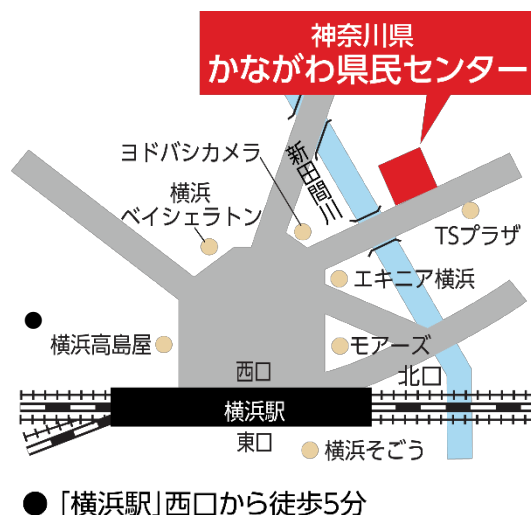 神奈川県
かながわ県民センター
ヨドバシカメラ
新田間川
横浜
ベイシェラトン
TSプラザ
エキニア横浜
横浜高島屋
モアーズ
西口
北口
横浜駅
東口
横浜そごう
● 「横浜駅」西口から徒歩5分